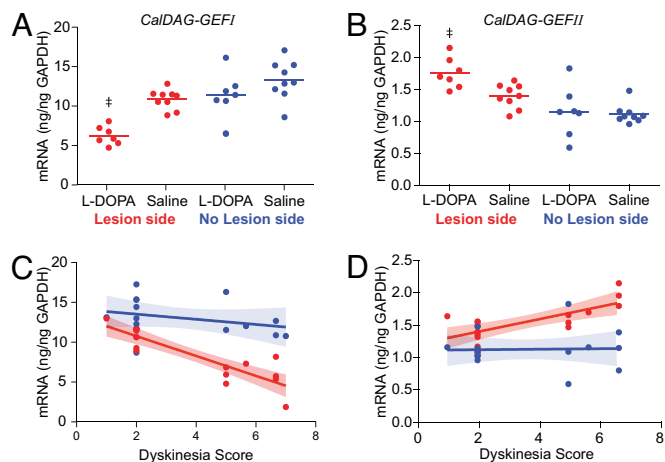 A
CalDAG-GEFI
mRNA (ng/ng GAPDH)
20
15
10
5
0
‡
L-DOPA Saline L-DOPA Saline
Lesion side No Lesion side
B
CalDAG-GEFII
mRNA (ng/ng GAPDH)
2.5
2.0
1.5
1.0
0.5
0.0
‡
L-DOPA Saline L-DOPA Saline
Lesion side No Lesion side
C
mRNA (ng/ng GAPDH)
20
15
10
5
0
0 2 4 6 8
Dyskinesia Score
D
mRNA (ng/ng GAPDH)
2.5
2.0
1.5
1.0
0.5
0.0
0 2 4 6 8
Dyskinesia Score